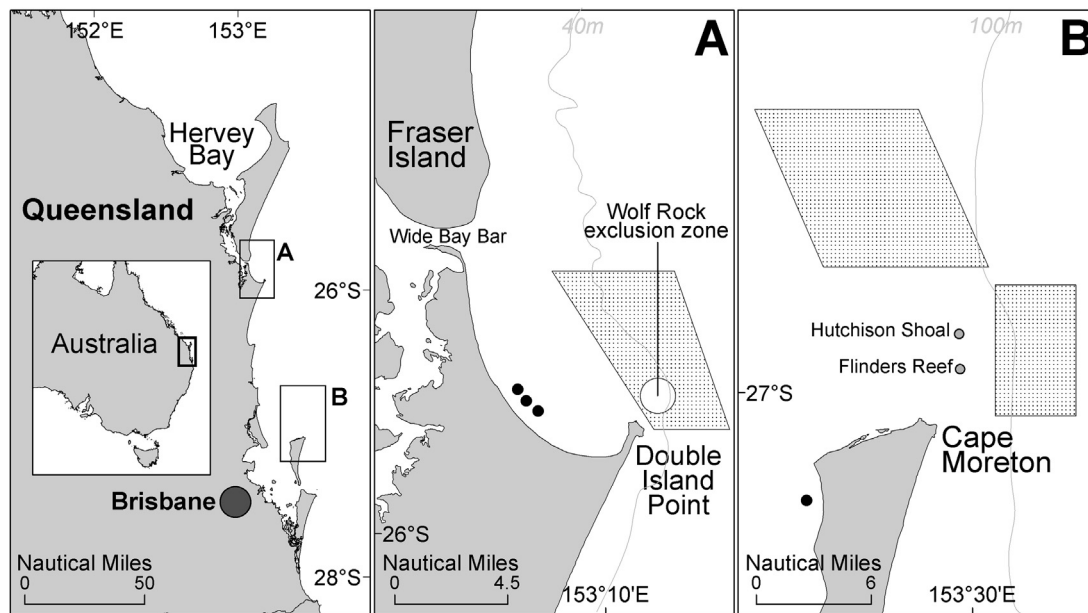 152°E
153°E
Hervey
Bay
Queensland
A
26°S
Australia
B
27°S
Brisbane
Nautical Miles
0
50
28°S
40m
A
Fraser
Island
Wolf Rock
exclusion zone
Wide Bay Bar
Double
Island
Point
26°S
Nautical Miles
0
4.5
153°10'E
100m
B
Hutchison Shoal
Flinders Reef
Cape
Moreton
Nautical Miles
0
6
153°30'E